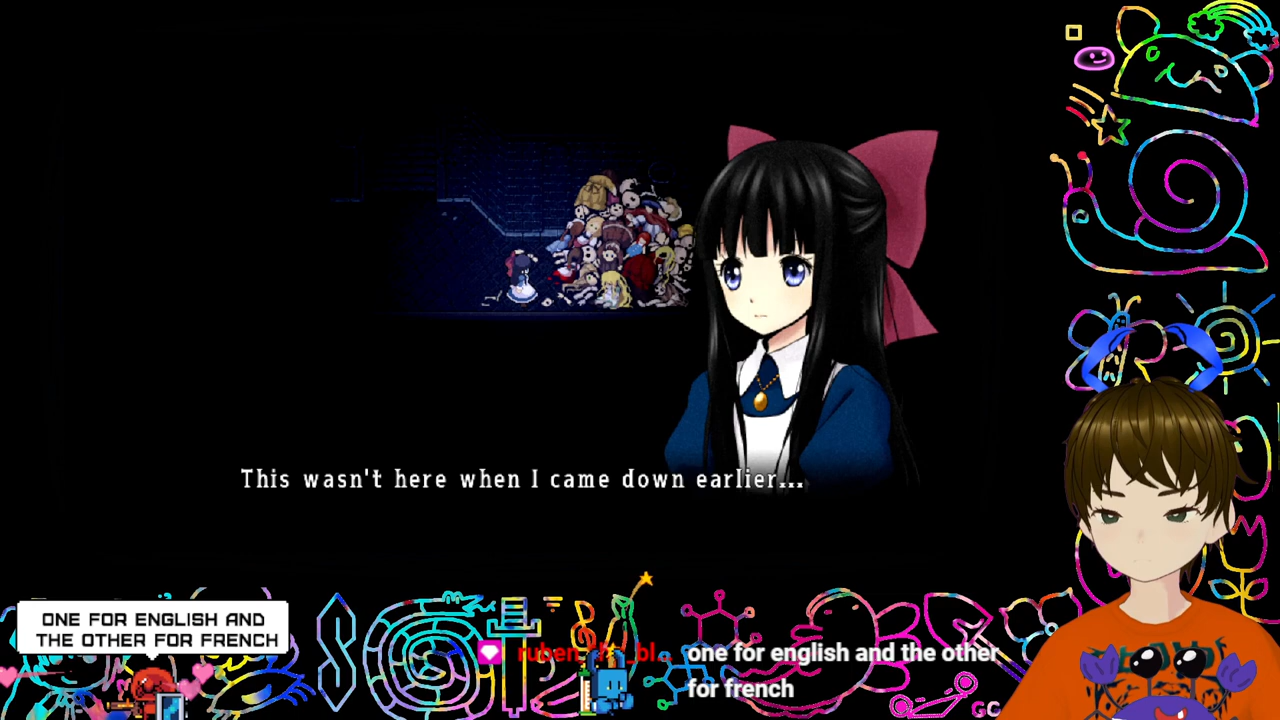 This wasn't here when I came down earlier...
ONE FOR ENGLISH AND
THE OTHER FOR FRENCH
one for english and the other
for french